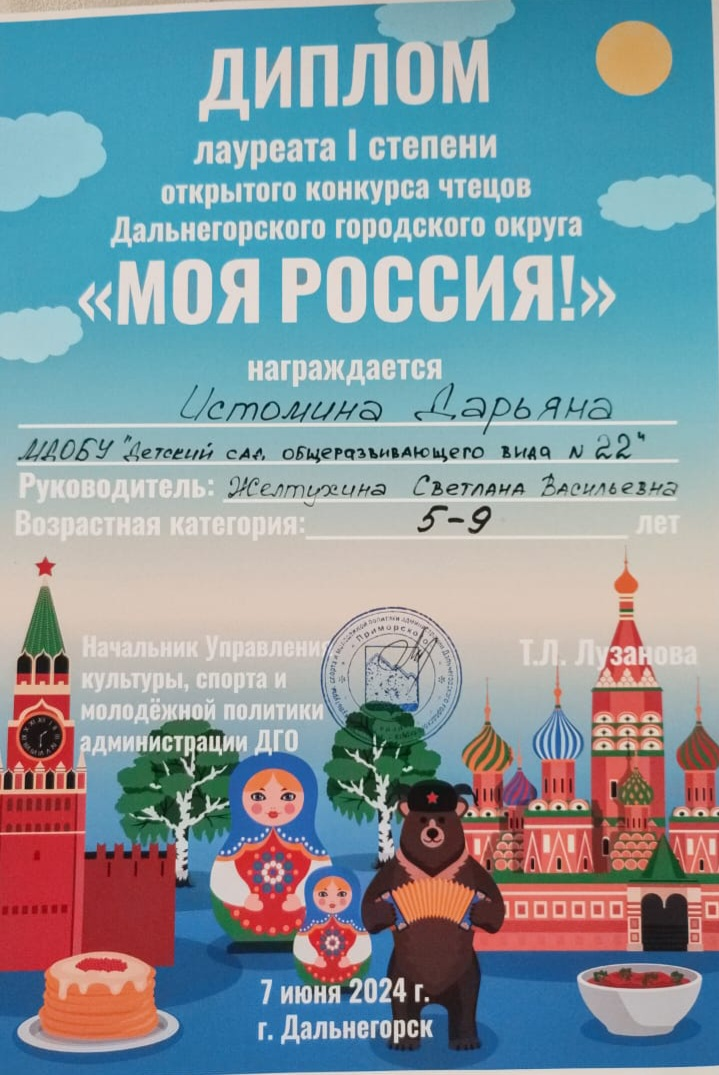 ДИПЛОМ
лауреата I степени
открытого конкурса чтецов
Дальнегорского городского округа
«МОЯ РОССИЯ!»
награждается
Истомина Дарьяна
МДОБУ "Детский сад, общеразвивающего вида N 22"
Руководитель: Желтухина Светлана Васильевна
Возрастная категория: 5-9 лет
Начальник Управления
культуры, спорта и
молодёжной политики
администрации ДГО
Приморского
Т.Л. Лузанова
7 июня 2024 г.
г. Дальнегорск